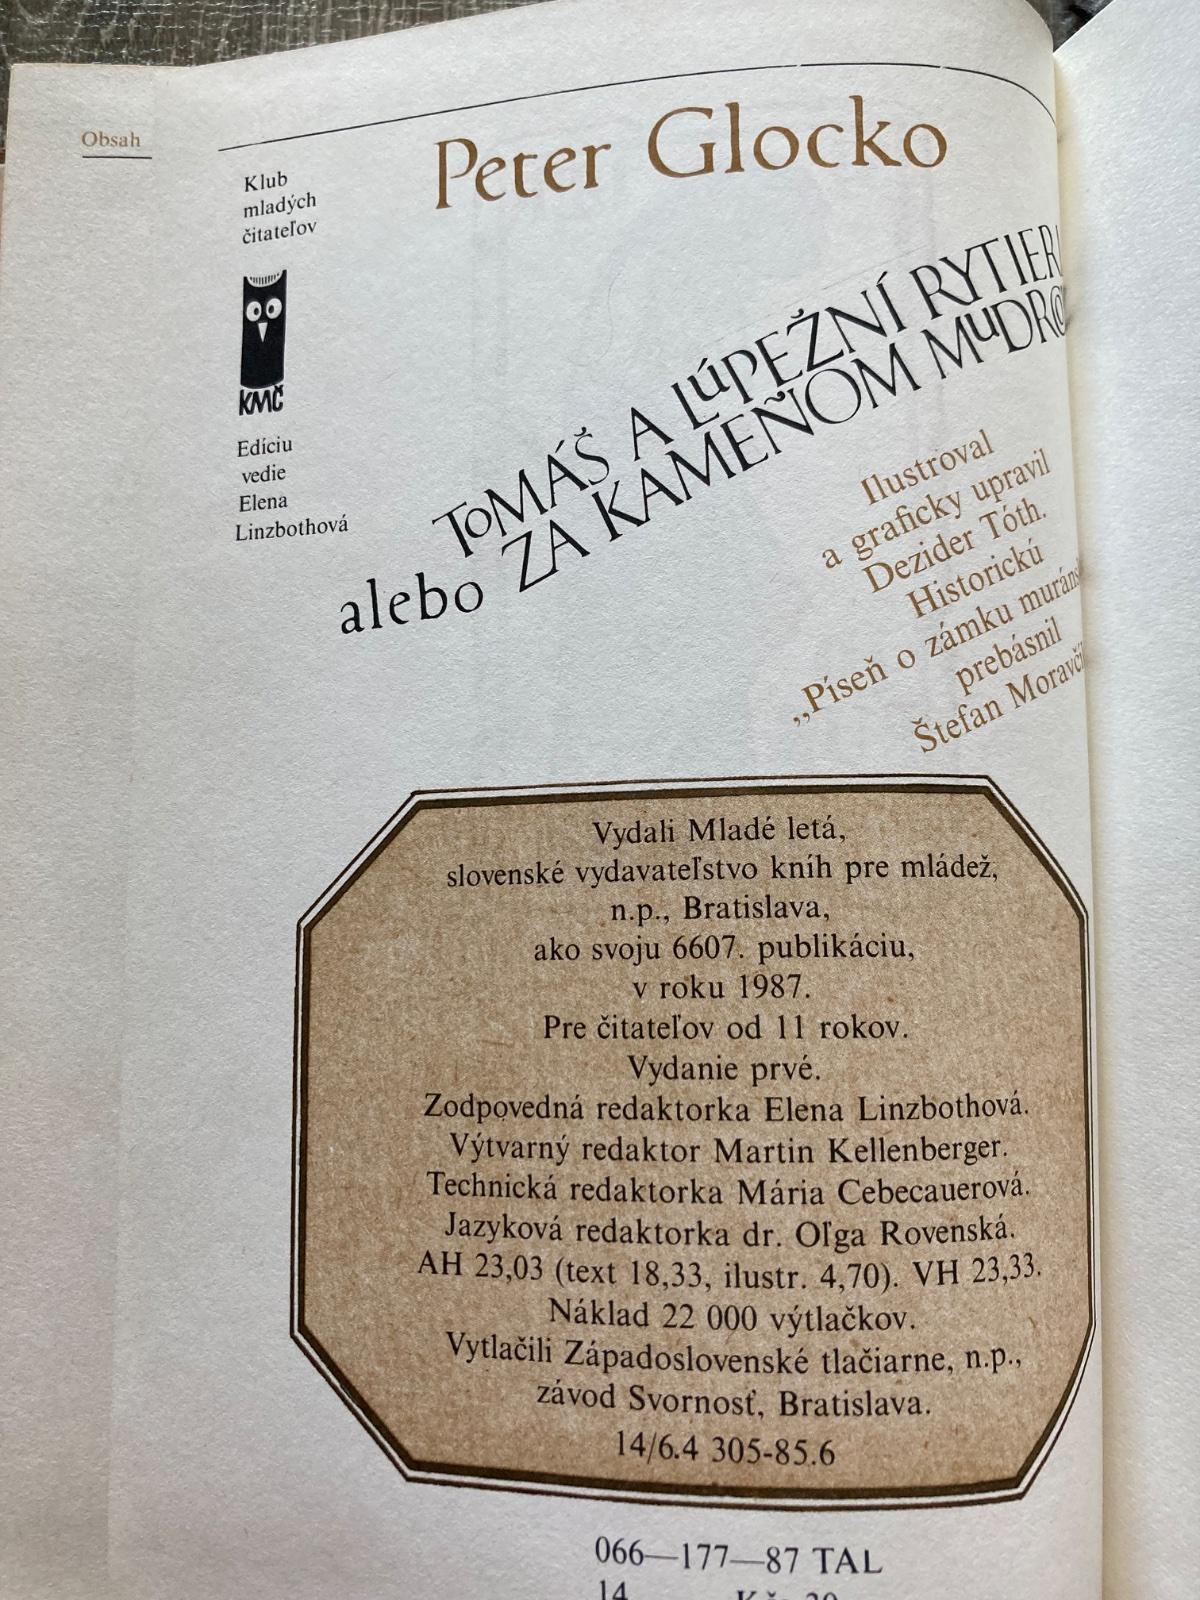 Obsah
Klub
mladých
čitateľov
KMČ
Edíciu
vedie
Elena
Linzbothová
Peter Glocko
ToMÁŠ A LúPEŽNÍ RYTIER
alebo ZA KAMEŇOM
Ilustroval
a graficky upravil
Dezider Tóth.
Historickú
„Píseň o zámku
prebásnil
Štefan
Vydali Mladé letá,
slovenské vydavateľstvo kníh pre mládež,
n.p., Bratislava,
ako svoju 6607. publikáciu,
v roku 1987.
Pre čitateľov od 11 rokov.
Vydanie prvé.
Zodpovedná redaktorka Elena Linzbothová.
Výtvarný redaktor Martin Kellenberger.
Technická redaktorka Mária Cebecauerová.
Jazyková redaktorka dr. Oľga Rovenská.
AH 23,03 (text 18,33, ilustr. 4,70). VH 23,33.
Náklad 22 000 výtlačkov.
Vytlačili Západoslovenské tlačiarne, n.p.,
závod Svornosť, Bratislava.
14/6.4 305-85.6
066—177—87 TAL
14